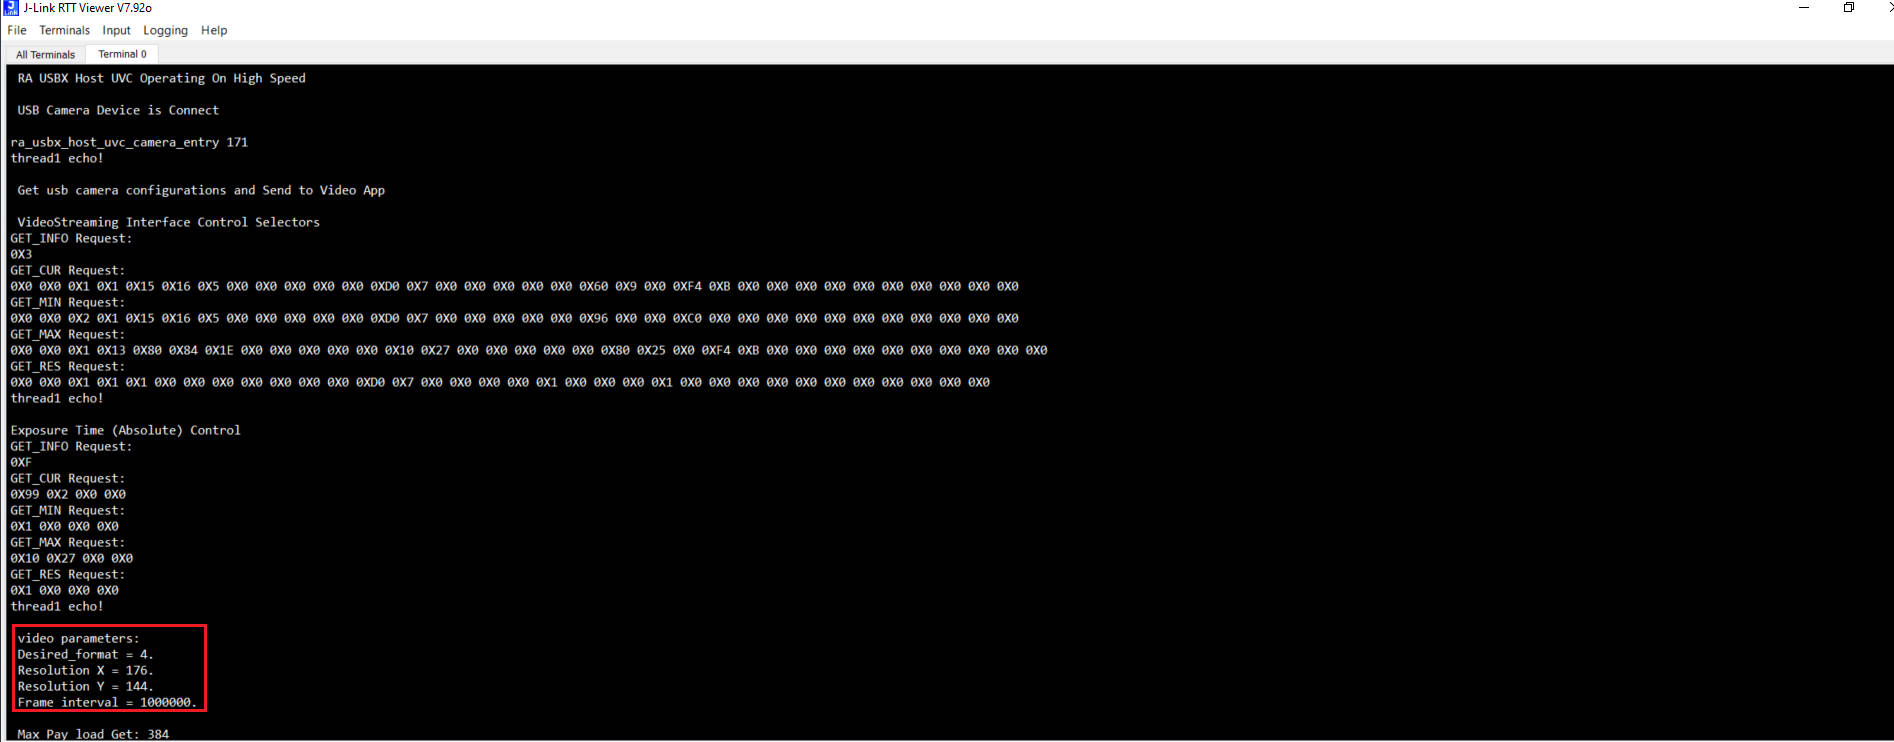 J-Link RTT Viewer V7.92o
File Terminals Input Logging Help
All Terminals Terminal 0
RA USBX Host UVC Operating On High Speed
USB Camera Device is Connect
ra_usbx_host_uvc_camera_entry 171
thread1 echo!
Get usb camera configurations and Send to Video App
VideoStreaming Interface Control Selectors
GET_INFO Request:
0X3
GET_CUR Request:
0X0 0X0 0X1 0X1 0X15 0X16 0X5 0X0 0X0 0X0 0X0 0X0 0XD0 0X7 0X0 0X0 0X0 0X0 0X0 0X60 0X9 0X0 0XF4 0XB 0X0 0X0 0X0 0X0 0X0 0X0 0X0 0X0 0X0 0X0
GET_MIN Request:
0X0 0X0 0X2 0X1 0X15 0X16 0X5 0X0 0X0 0X0 0X0 0X0 0XD0 0X7 0X0 0X0 0X0 0X0 0X0 0X96 0X0 0X0 0XC0 0X0 0X0 0X0 0X0 0X0 0X0 0X0 0X0 0X0 0X0 0X0
GET_MAX Request:
0X0 0X0 0X1 0X13 0X80 0X84 0X1E 0X0 0X0 0X0 0X0 0X0 0X10 0X27 0X0 0X0 0X0 0X0 0X0 0X80 0X25 0X0 0XF4 0XB 0X0 0X0 0X0 0X0 0X0 0X0 0X0 0X0 0X0 0X0
GET_RES Request:
0X0 0X0 0X1 0X1 0X1 0X0 0X0 0X0 0X0 0X0 0X0 0X0 0XD0 0X7 0X0 0X0 0X0 0X0 0X1 0X0 0X0 0X0 0X1 0X0 0X0 0X0 0X0 0X0 0X0 0X0 0X0 0X0 0X0 0X0
thread1 echo!
Exposure Time (Absolute) Control
GET_INFO Request:
0XF
GET_CUR Request:
0X99 0X2 0X0 0X0
GET_MIN Request:
0X1 0X0 0X0 0X0
GET_MAX Request:
0X10 0X27 0X0 0X0
GET_RES Request:
0X1 0X0 0X0 0X0
thread1 echo!
video parameters:
Desired_format = 4.
Resolution X = 176.
Resolution Y = 144.
Frame interval = 1000000.
Max Pay load Get: 384